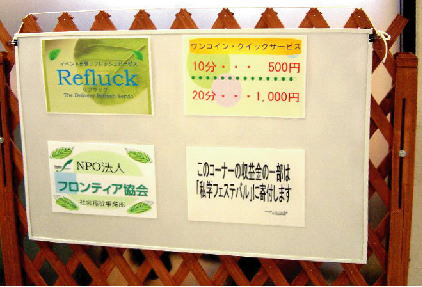 Refluck
ワンコイン・クイックサービス
10分・・・500円
20分・・・1,000円
NPO法人
フロンティア協会
このコーナーの収益金の一部は
「私学フェスティバル」に寄付します